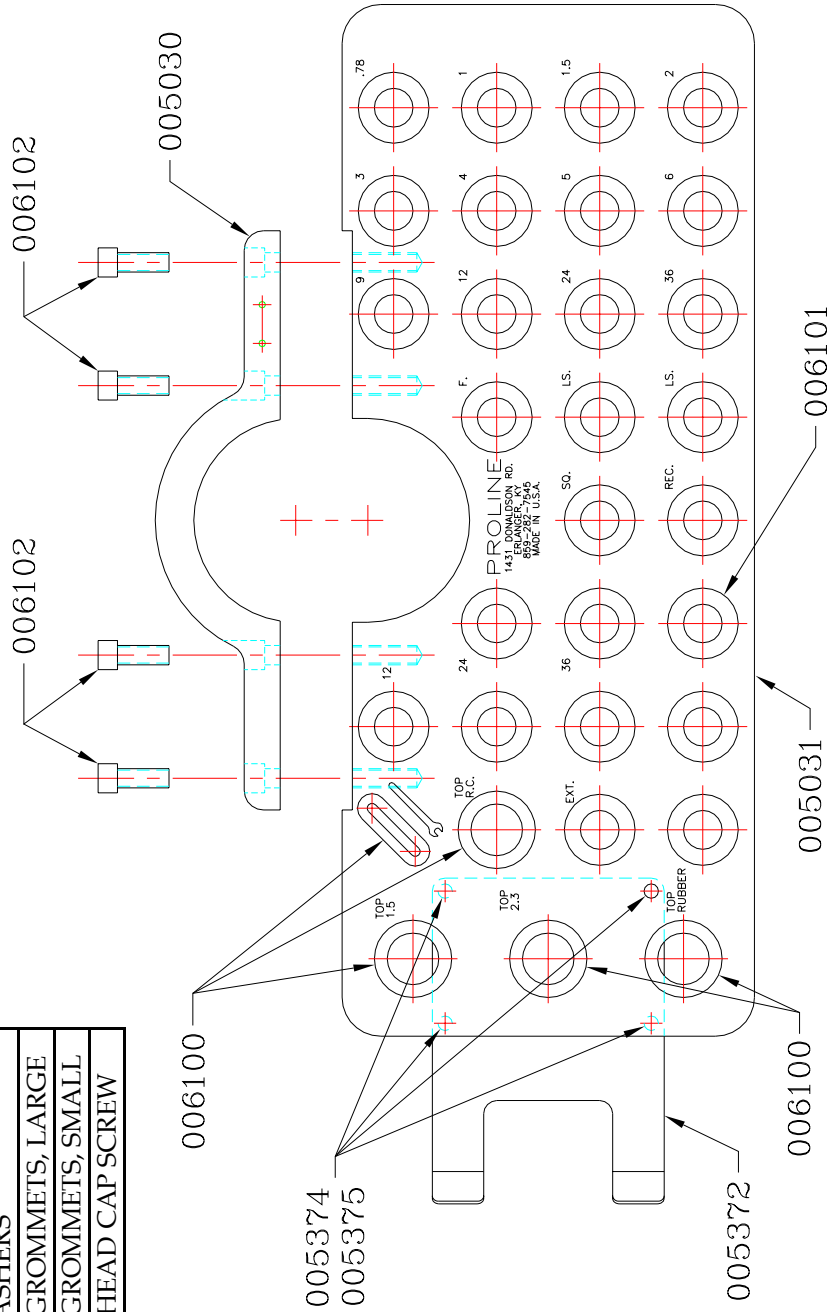 ASHERS
GROMMETS, LARGE
GROMMETS, SMALL
HEAD CAP SCREW
006102
006102
005030
006100
005374
005375
005372
006100
005031
006101
TOP
1.5
TOP
2.3
TOP
RUBBER
TOP
R.C.
EXT.
12
24
36
PROLINE
1431 DONALDSON RD.
ERLANGER, KY
859-282-7545
MADE IN U.S.A.
SQ.
REC.
F.
LS.
LS.
9
12
24
36
3
4
5
6
.78
1
1.5
2